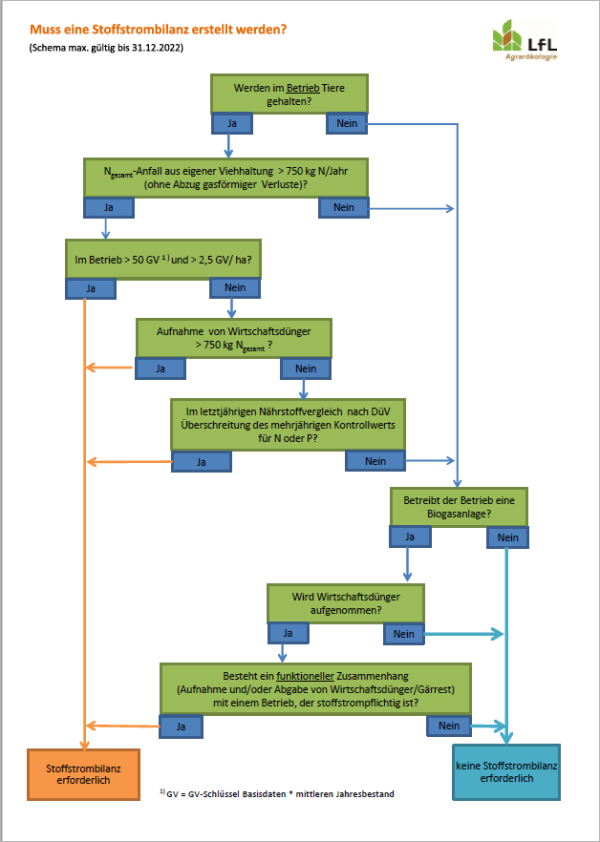 Muss eine Stoffstrombilanz erstellt werden?
(Schema max. gültig bis 31.12.2022)
LfL
Agrarökologie
Werden im Betrieb Tiere
gehalten?
Ja
Nein
Ngesamt-Anfall aus eigener Viehhaltung > 750 kg N/Jahr
(ohne Abzug gasförmiger Verluste)?
Ja
Nein
Im Betrieb > 50 GV 1) und > 2,5 GV/ ha?
Ja
Nein
Aufnahme von Wirtschaftsdünger
> 750 kg Ngesamt ?
Ja
Nein
Im letztjährigen Nährstoffvergleich nach DüV
Überschreitung des mehrjährigen Kontrollwerts
für N oder P?
Ja
Nein
Betreibt der Betrieb eine
Biogasanlage?
Ja
Nein
Wird Wirtschaftsdünger
aufgenommen?
Ja
Nein
Besteht ein funktioneller Zusammenhang
(Aufnahme und/oder Abgabe von Wirtschaftsdünger/Gärrest)
mit einem Betrieb, der stoffstrompflichtig ist?
Ja
Nein
Stoffstrombilanz
erforderlich
keine Stoffstrombilanz
erforderlich
1) GV = GV-Schlüssel Basisdaten * mittleren Jahresbestand